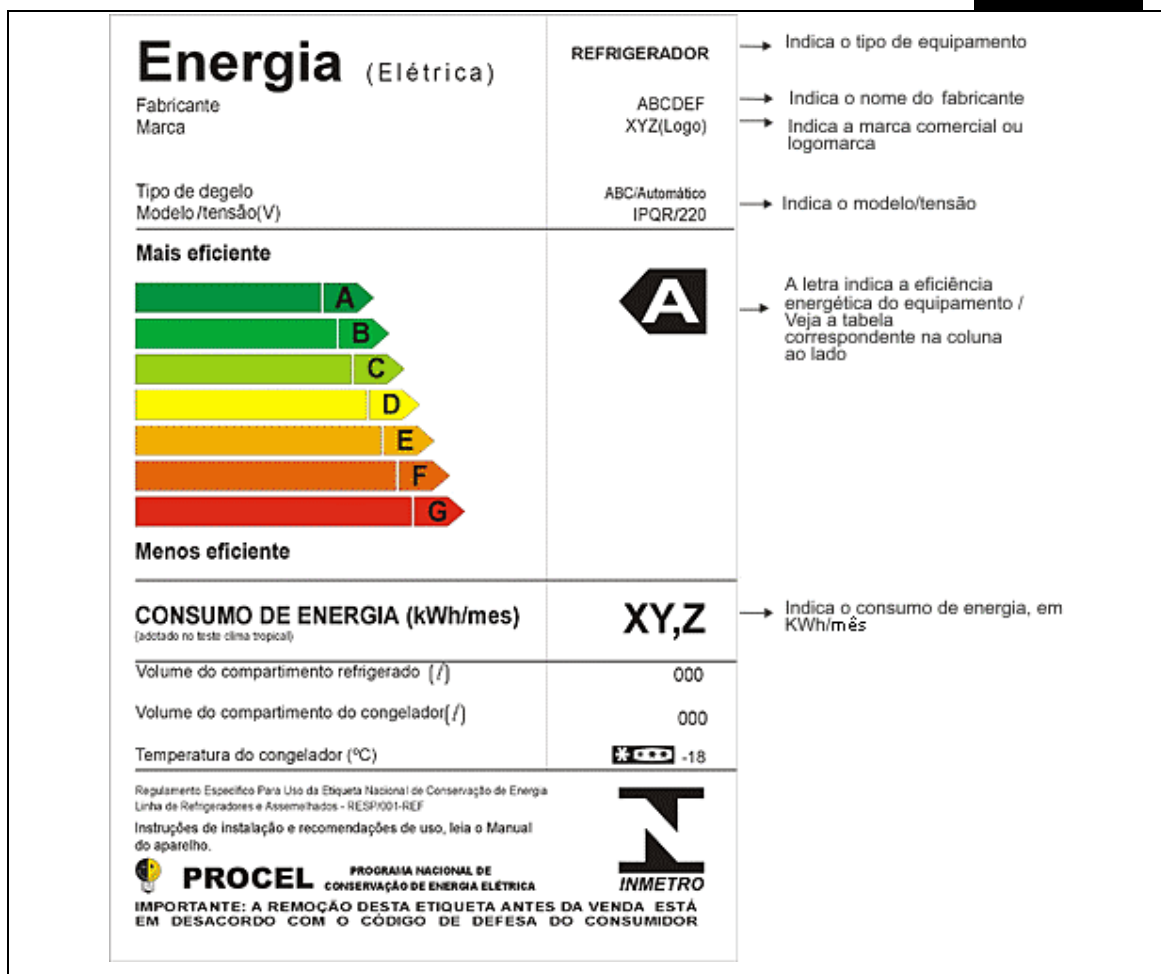 Energia (Elétrica)
REFRIGERADOR
Indica o tipo de equipamento
Fabricante
ABCDEF
Indica o nome do fabricante
Marca
XYZ(Logo)
Indica a marca comercial ou
logomarca
Tipo de degelo
ABC/Automático
Modelo/tensão(V)
IPQR/220
Indica o modelo/tensão
Mais eficiente
A
B
C
D
E
F
G
Menos eficiente
A
A letra indica a eficiência
energética do equipamento /
Veja a tabela
correspondente na coluna
ao lado
CONSUMO DE ENERGIA (kWh/mes)
(adotado no teste clima tropical)
XY,Z
Indica o consumo de energia, em
KWh/mês
Volume do compartimento refrigerado (l)
000
Volume do compartimento do congelador(l)
000
Temperatura do congelador (ºC)
-18
Regulamento Específico Para Uso da Etiqueta Nacional de Conservação de Energia
Linha de Refrigeradores e Assemelhados - RESP/001-REF
Instruções de instalação e recomendações de uso, leia o Manual
do aparelho.
PROCEL
PROGRAMA NACIONAL DE
CONSERVAÇÃO DE ENERGIA ELÉTRICA
INMETRO
IMPORTANTE: A REMOÇÃO DESTA ETIQUETA ANTES DA VENDA ESTÁ
EM DESACORDO COM O CÓDIGO DE DEFESA DO CONSUMIDOR